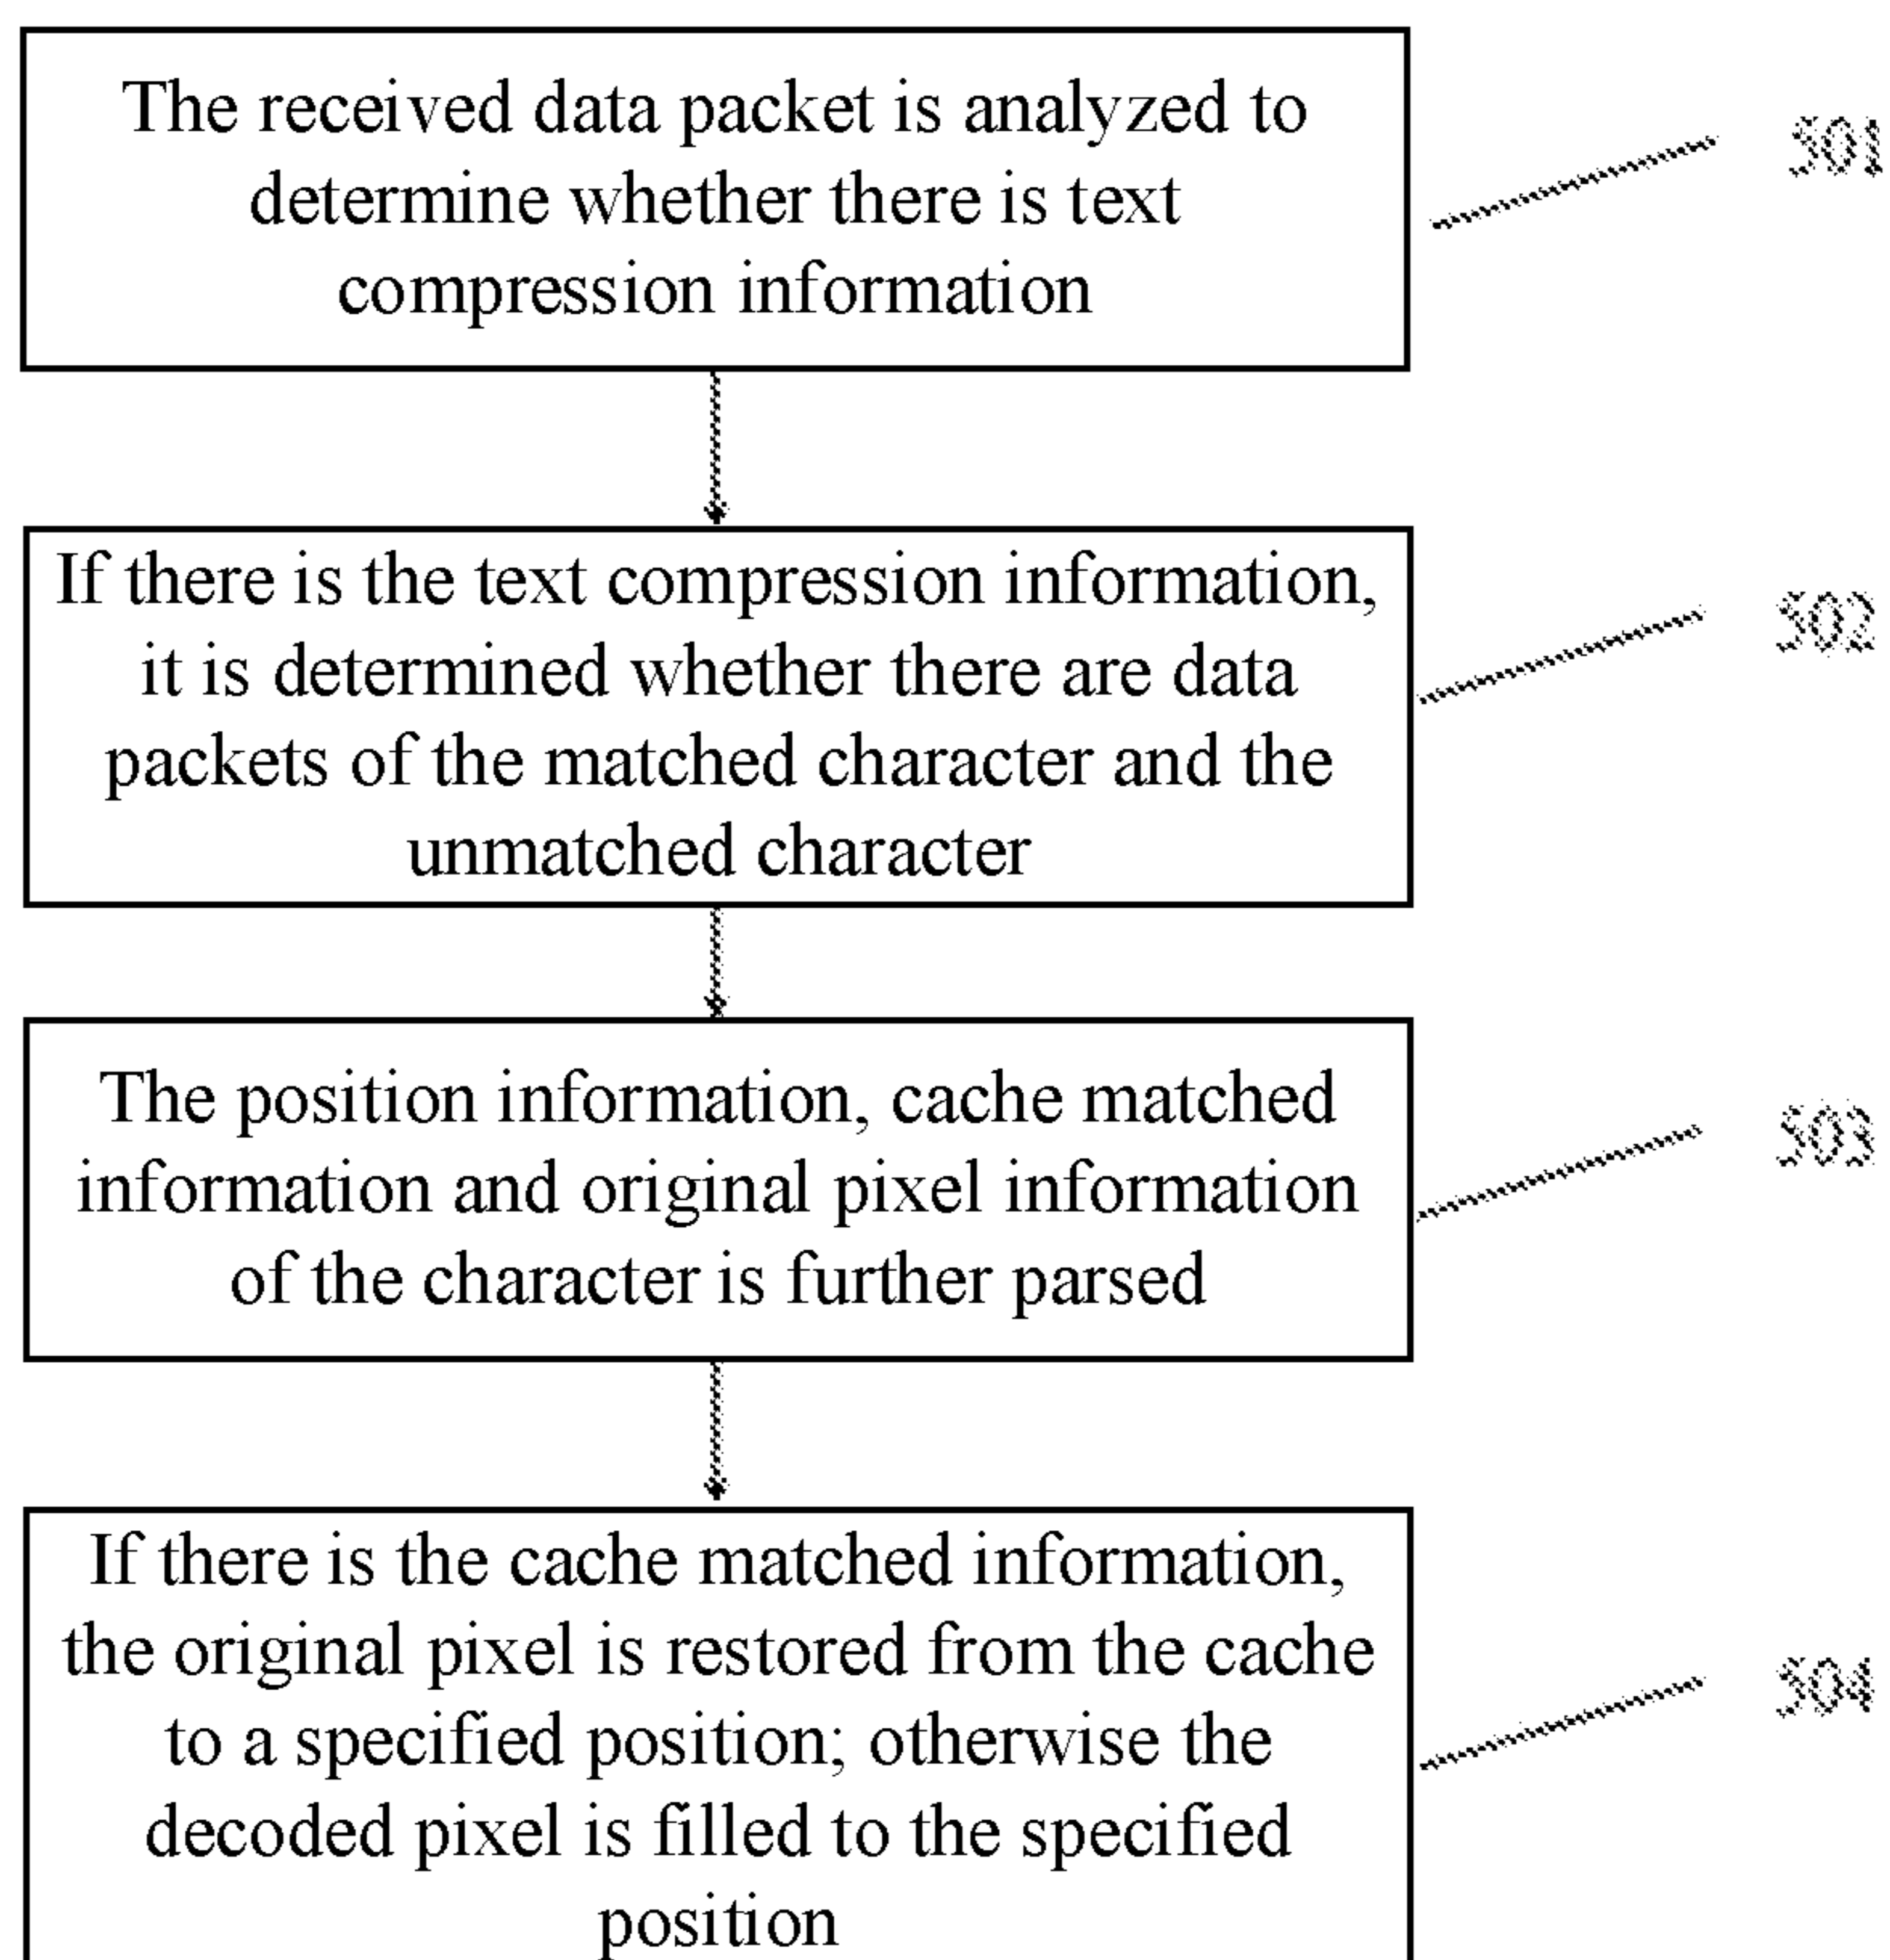 The received data packet is analyzed to
determine whether there is text
compression information
501
If there is the text compression information,
it is determined whether there are data
packets of the matched character and the
unmatched character
502
The position information, cache matched
information and original pixel information
of the character is further parsed
503
If there is the cache matched information,
the original pixel is restored from the cache
to a specified position; otherwise the
decoded pixel is filled to the specified
position
504